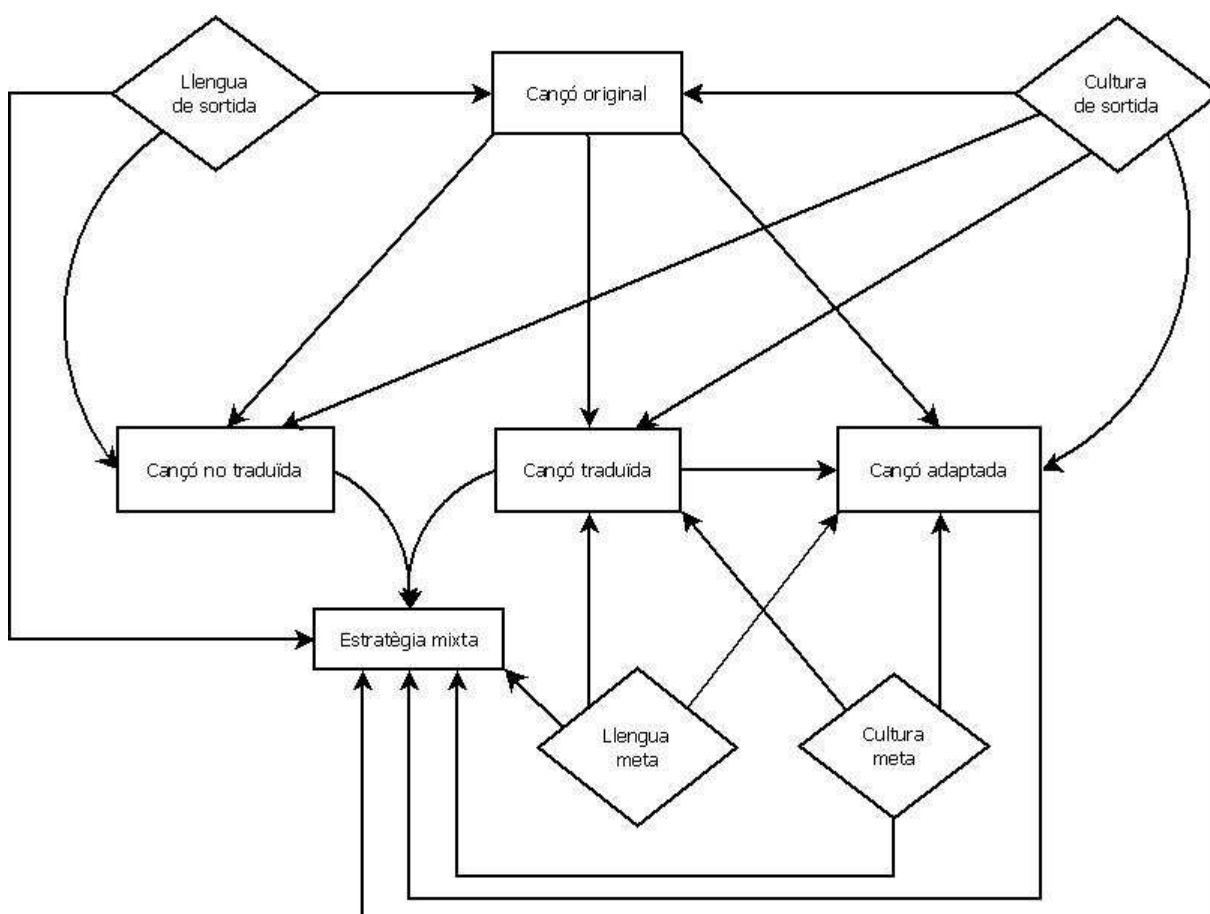 Llengua
de sortida
Cançó original
Cultura
de sortida
Cançó no traduïda
Cançó traduïda
Cançó adaptada
Estratègia mixta
Llengua
meta
Cultura
meta